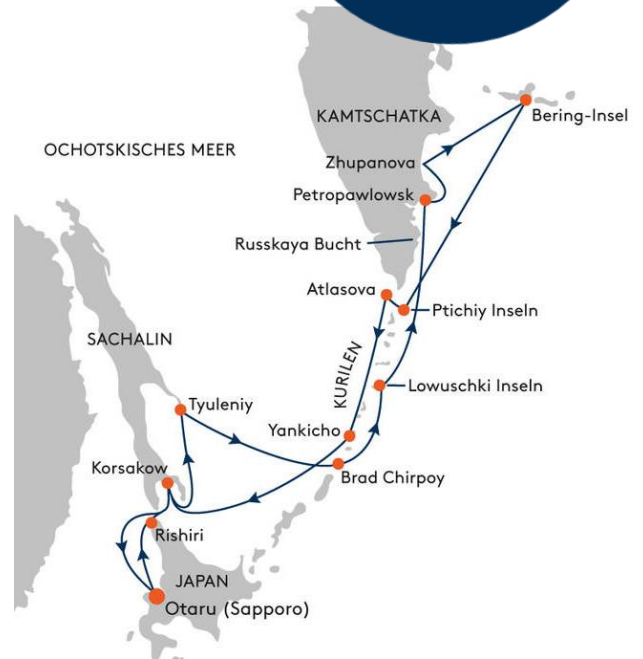 KAMTSCHATKA
Bering-Insel
OCHOTSKISCHES MEER
Zhupanova
Petropawlowsk
Russkaya Bucht
Atlasova
Ptichiy Inseln
SACHALIN
KURILEN
Lowuschki Inseln
Tyuleniy
Yankicho
Korsakow
Brad Chirpoy
Rishiri
JAPAN
Otaru (Sapporo)